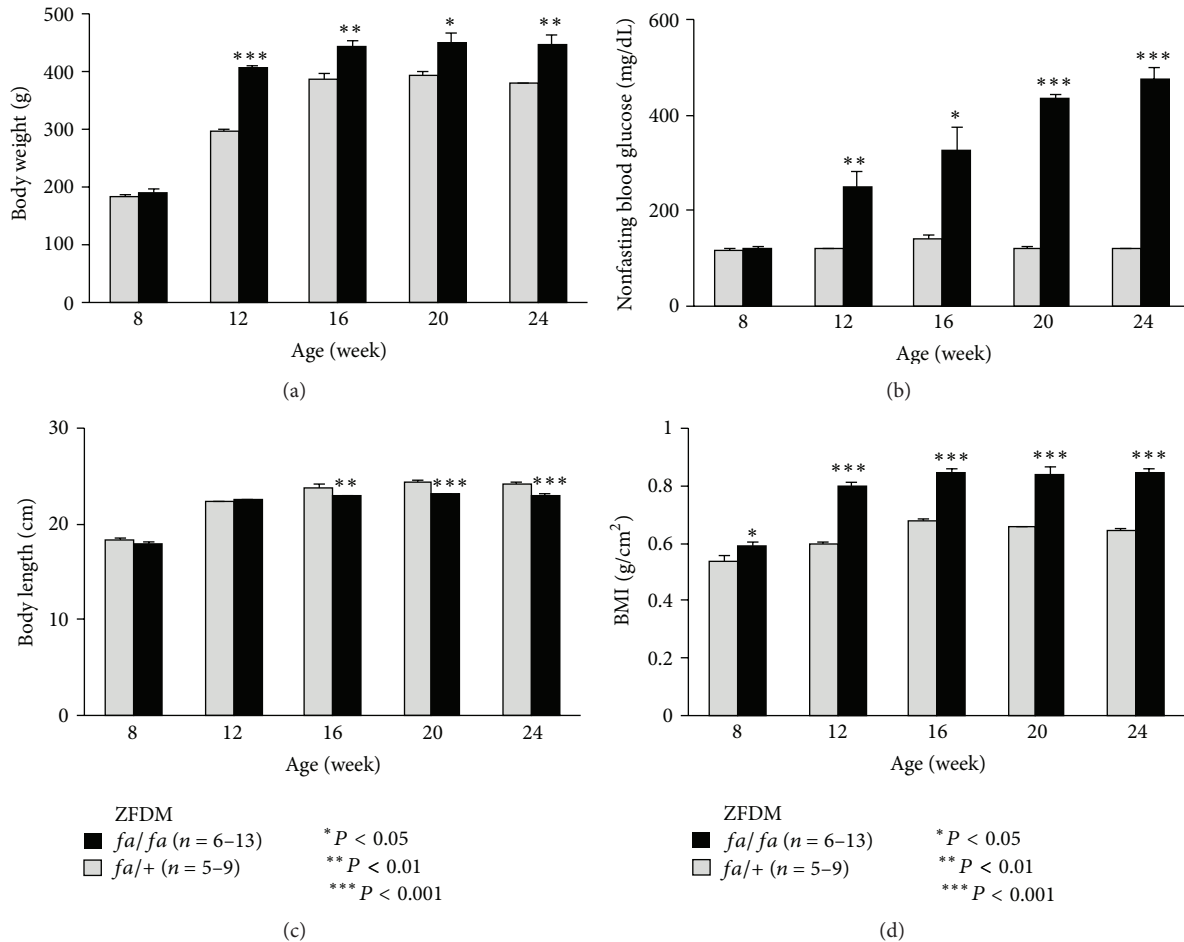 500
400
300
200
100
0
Body weight (g)
***
**
*
**
8 12 16 20 24
Age (week)
(a)
600
400
200
0
Nonfasting blood glucose (mg/dL)
**
*
***
***
8 12 16 20 24
Age (week)
(b)
30
20
10
0
Body length (cm)
**
***
***
8 12 16 20 24
Age (week)
ZFDM
fa/fa (n = 6–13)
fa/+ (n = 5–9)
*P < 0.05
**P < 0.01
***P < 0.001
(c)
1
0.8
0.6
0.4
0.2
0
BMI (g/cm²)
*
***
***
***
***
8 12 16 20 24
Age (week)
ZFDM
fa/fa (n = 6–13)
fa/+ (n = 5–9)
*P < 0.05
**P < 0.01
***P < 0.001
(d)